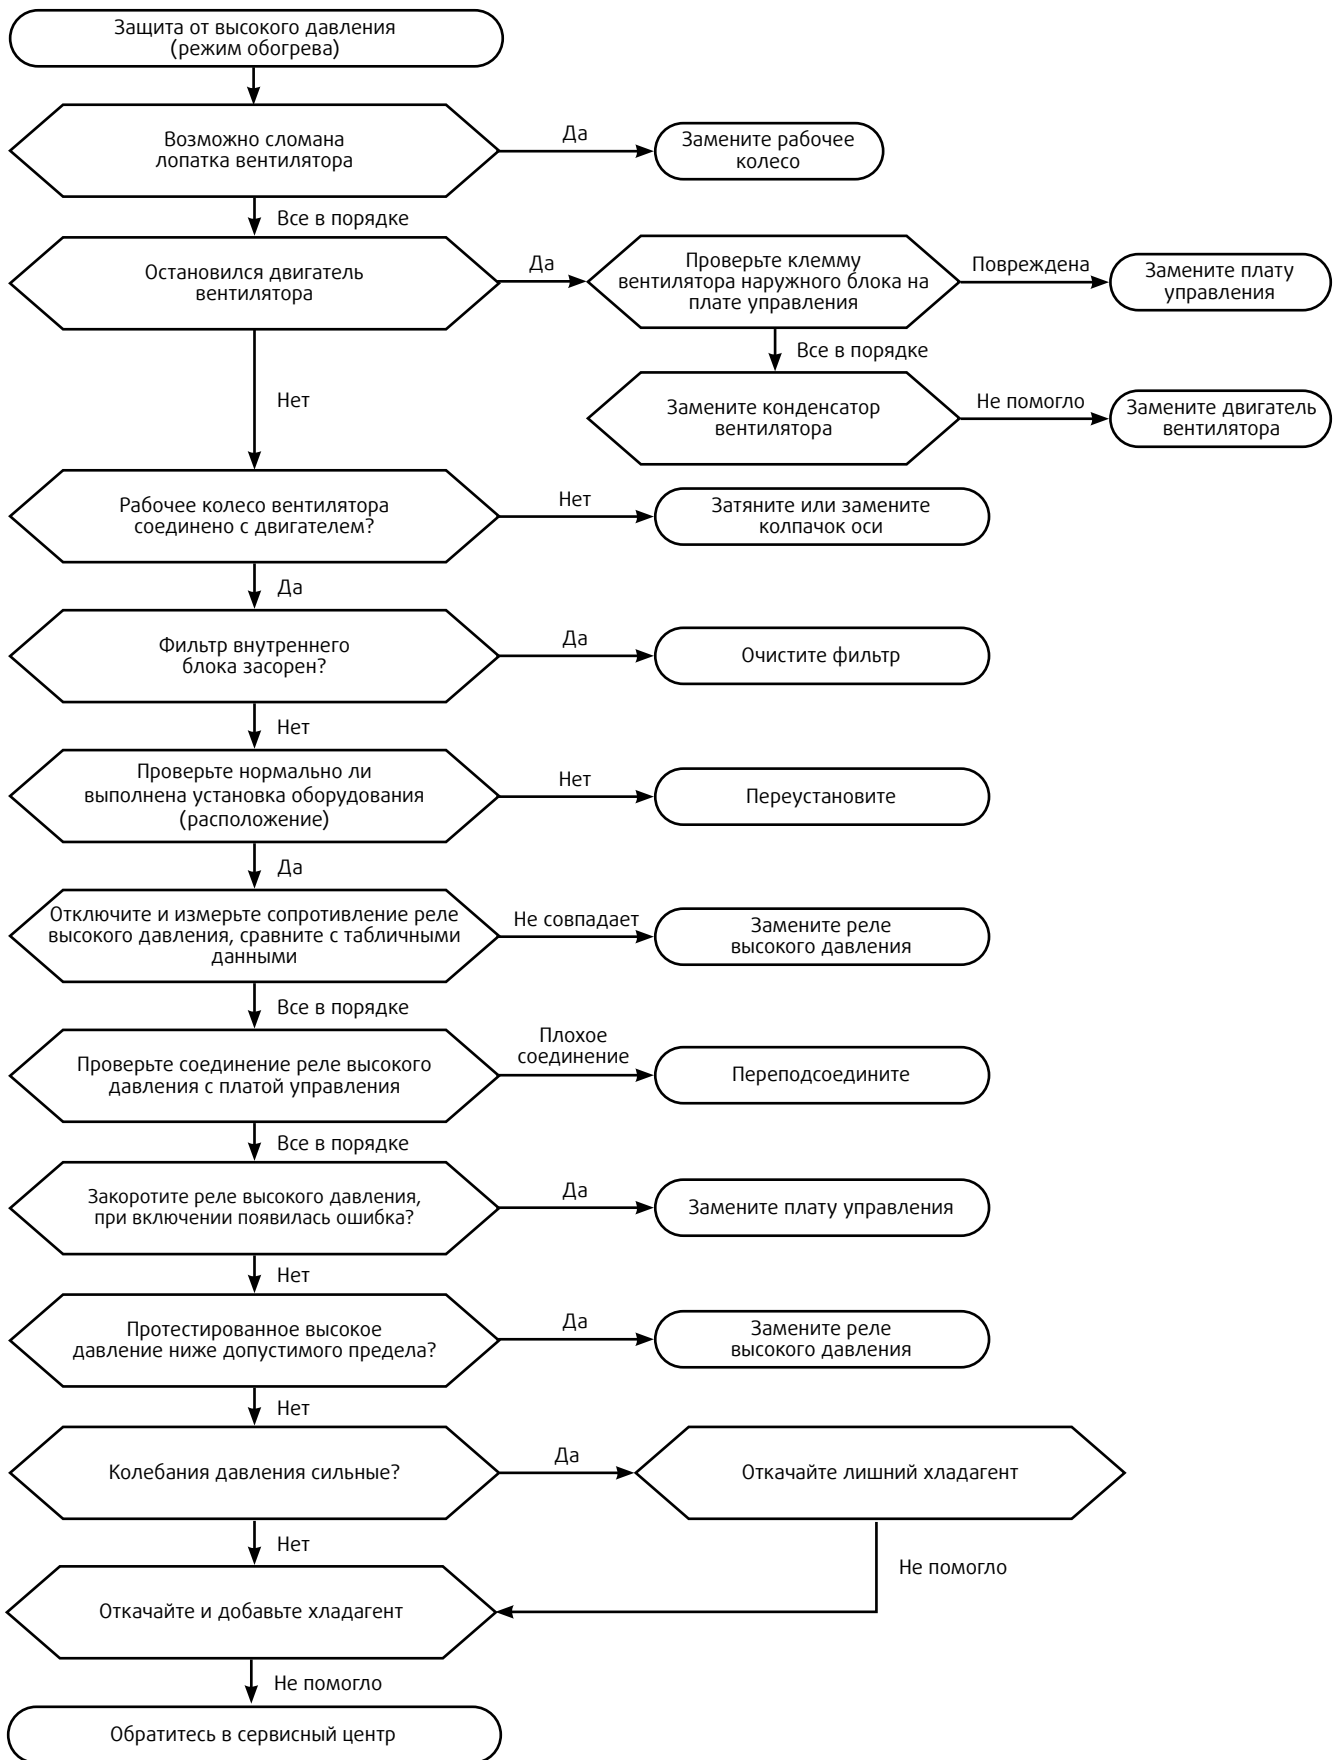 Защита от высокого давления
(режим обогрева)
Возможно сломана
лопатка вентилятора
Да
Замените рабочее
колесо
Все в порядке
Остановился двигатель
вентилятора
Да
Проверьте клемму
вентилятора наружного блока на
плате управления
Повреждена
Замените плату
управления
Все в порядке
Нет
Замените конденсатор
вентилятора
Не помогло
Замените двигатель
вентилятора
Рабочее колесо вентилятора
соединено с двигателем?
Нет
Затяните или замените
колпачок оси
Да
Фильтр внутреннего
блока засорен?
Да
Очистите фильтр
Нет
Проверьте нормально ли
выполнена установка оборудования
(расположение)
Нет
Переустановите
Да
Отключите и измерьте сопротивление реле
высокого давления, сравните с табличными
данными
Не совпадает
Замените реле
высокого давления
Все в порядке
Проверьте соединение реле высокого
давления с платой управления
Плохое
соединение
Переподсоедините
Все в порядке
Закоротите реле высокого давления,
при включении появилась ошибка?
Да
Замените плату управления
Нет
Протестированное высокое
давление ниже допустимого предела?
Да
Замените реле
высокого давления
Нет
Колебания давления сильные?
Да
Откачайте лишний хладагент
Нет
Не помогло
Откачайте и добавьте хладагент
Не помогло
Обратитесь в сервисный центр